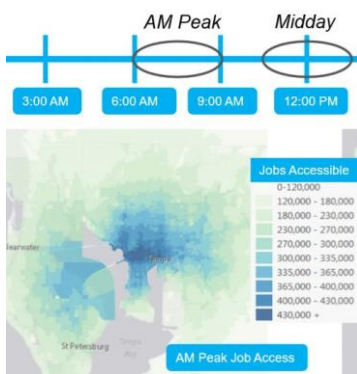 AM Peak Midday
3:00 AM 6:00 AM 9:00 AM 12:00 PM
Jobs Accessible
0-120,000
120,000 - 180,000
180,000 - 230,000
230,000 - 270,000
270,000 - 300,000
300,000 - 335,000
335,000 - 365,000
365,000 - 400,000
400,000 - 430,000
430,000 +
learwater
Tampa
St Petersburg
Tampa
Bay
AM Peak Job Access